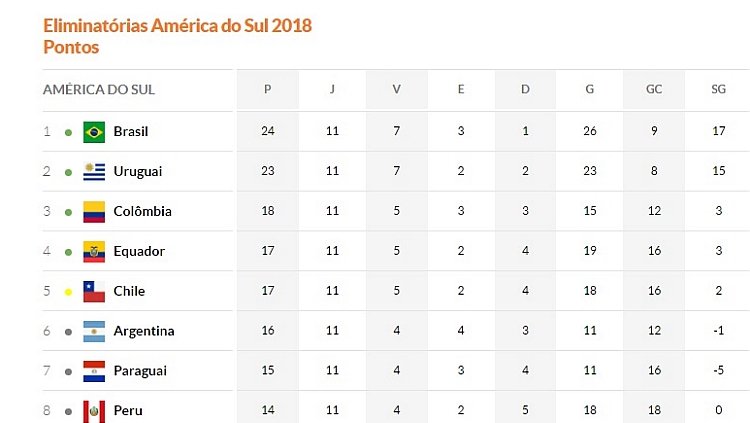 Eliminatórias América do Sul 2018
Pontos
AMÉRICA DO SUL P J V E D G GC SG
1 Brasil 24 11 7 3 1 26 9 17
2 Uruguai 23 11 7 2 2 23 8 15
3 Colômbia 18 11 5 3 3 15 12 3
4 Equador 17 11 5 2 4 19 16 3
5 Chile 17 11 5 2 4 18 16 2
6 Argentina 16 11 4 4 3 11 12 -1
7 Paraguai 15 11 4 3 4 11 16 -5
8 Peru 14 11 4 2 5 18 18 0